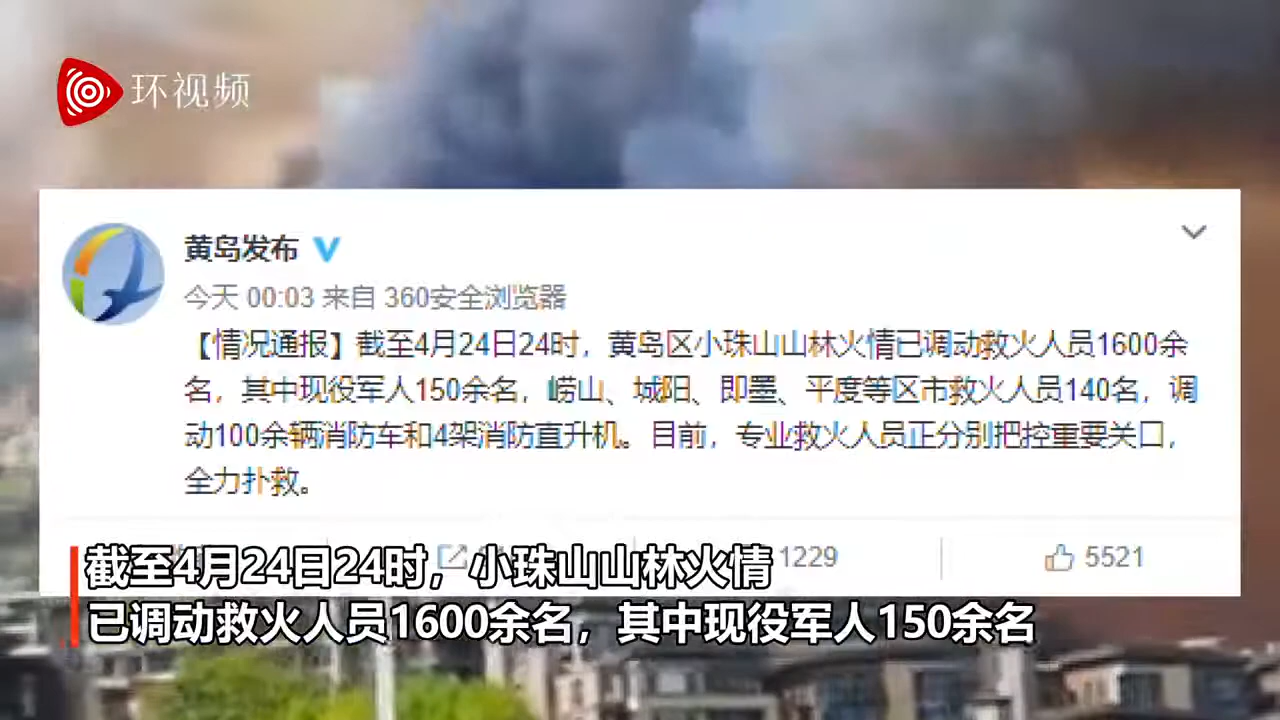 环视频
黄岛发布
今天 00:03 来自 360安全浏览器
【情况通报】截至4月24日24时，黄岛区小珠山山林火情已调动救火人员1600余
名，其中现役军人150余名，崂山、城阳、即墨、平度等区市救火人员140名，调
动100余辆消防车和4架消防直升机。目前，专业救火人员正分别把控重要关口，
全力扑救。
1229
5521
截至4月24日24时，小珠山山林火情
已调动救火人员1600余名，其中现役军人150余名